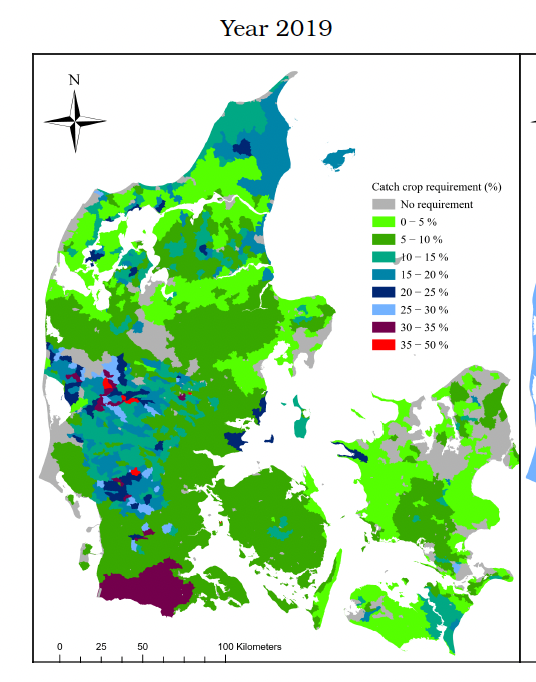 Year 2019
N
Catch crop requirement (%)
No requirement
0 – 5 %
5 – 10 %
10 – 15 %
15 – 20 %
20 – 25 %
25 – 30 %
30 – 35 %
35 – 50 %
0 25 50 100 Kilometers